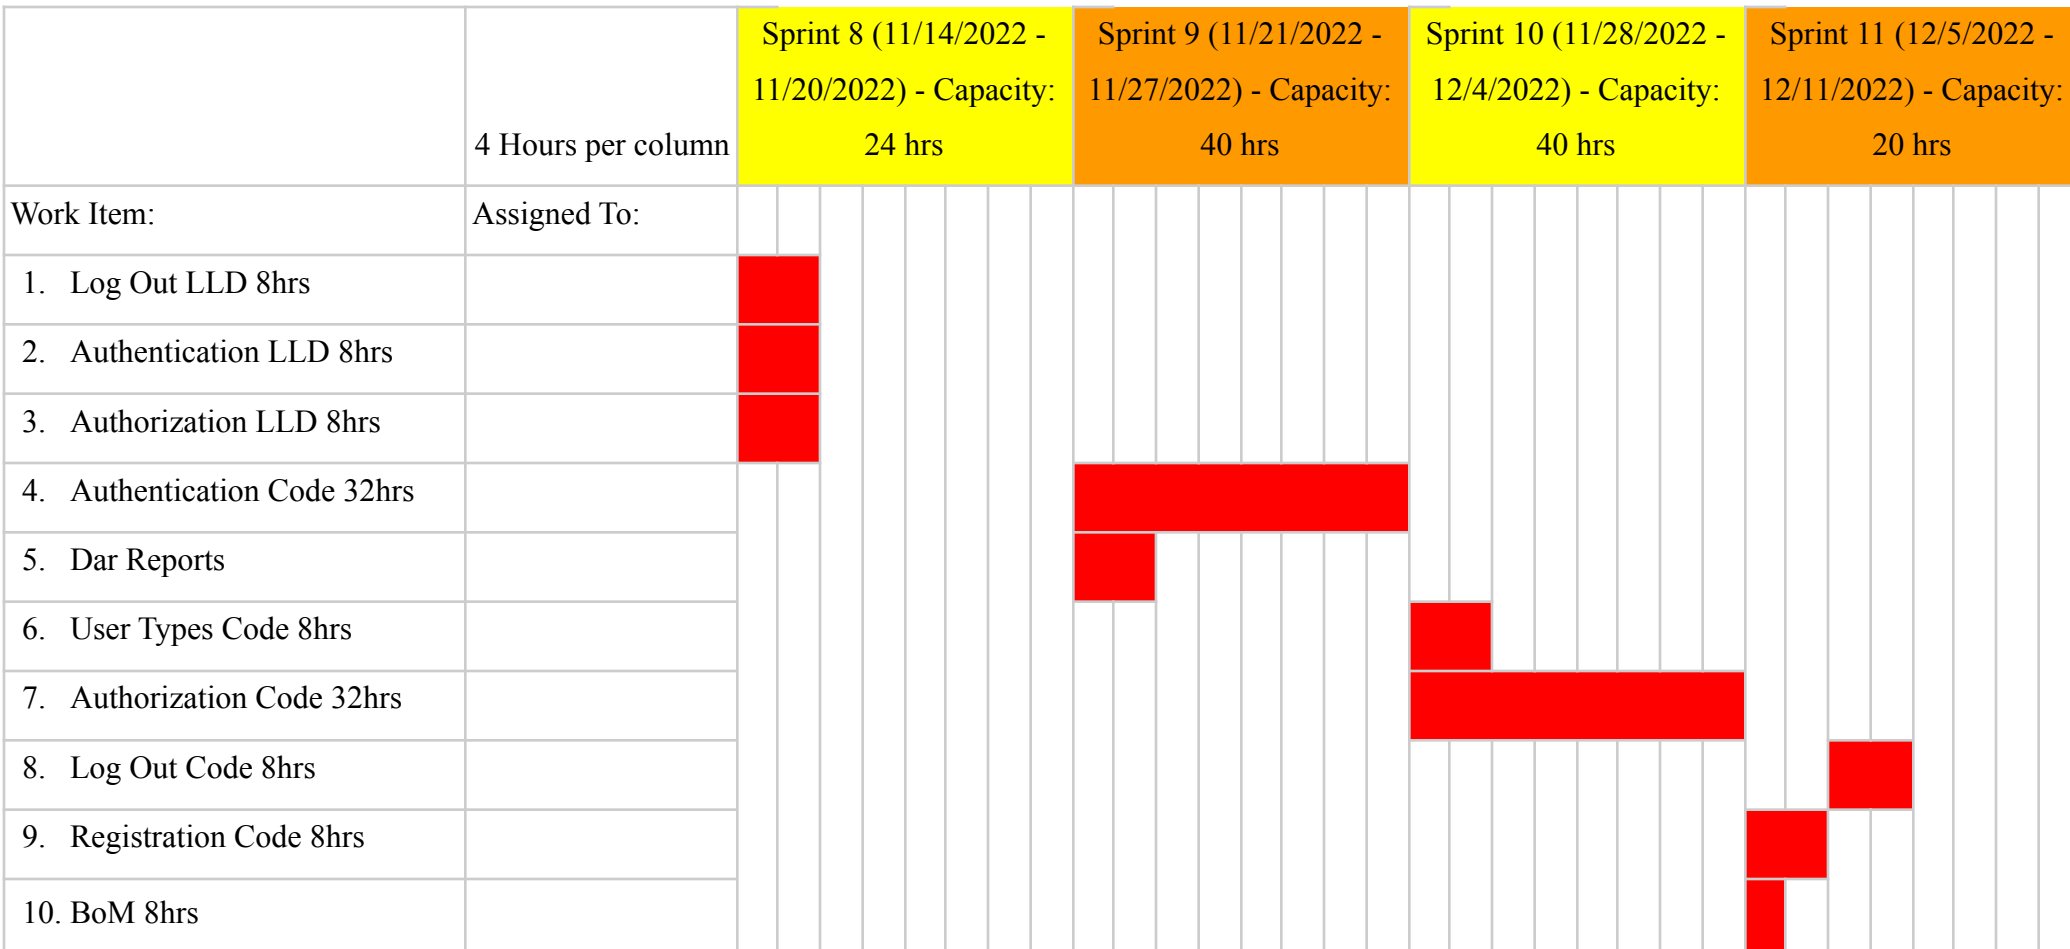 4 Hours per column
Sprint 8 (11/14/2022 -
11/20/2022) - Capacity:
24 hrs
Sprint 9 (11/21/2022 -
11/27/2022) - Capacity:
40 hrs
Sprint 10 (11/28/2022 -
12/4/2022) - Capacity:
40 hrs
Sprint 11 (12/5/2022 -
12/11/2022) - Capacity:
20 hrs
Work Item:
Assigned To:
1. Log Out LLD 8hrs
2. Authentication LLD 8hrs
3. Authorization LLD 8hrs
4. Authentication Code 32hrs
5. Dar Reports
6. User Types Code 8hrs
7. Authorization Code 32hrs
8. Log Out Code 8hrs
9. Registration Code 8hrs
10. BoM 8hrs